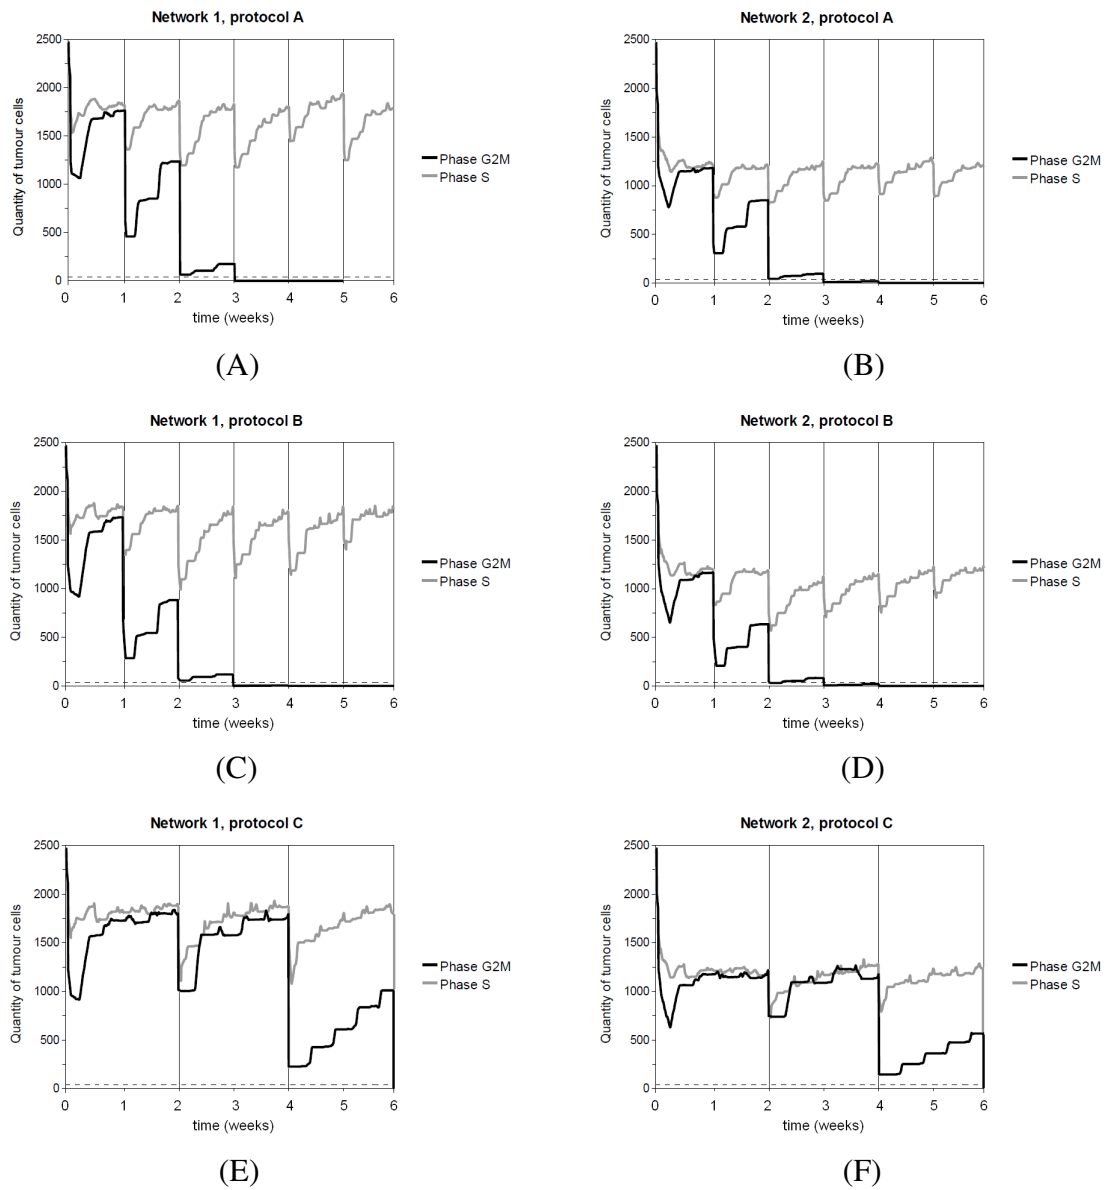 Network 1, protocol A
Quantity of tumour cells
2500
2000
1500
1000
500
0
0 1 2 3 4 5 6
time (weeks)
Phase G2M
Phase S
(A)
Network 2, protocol A
Quantity of tumour cells
2500
2000
1500
1000
500
0
0 1 2 3 4 5 6
time (weeks)
Phase G2M
Phase S
(B)
Network 1, protocol B
Quantity of tumour cells
2500
2000
1500
1000
500
0
0 1 2 3 4 5 6
time (weeks)
Phase G2M
Phase S
(C)
Network 2, protocol B
Quantity of tumour cells
2500
2000
1500
1000
500
0
0 1 2 3 4 5 6
time (weeks)
Phase G2M
Phase S
(D)
Network 1, protocol C
Quantity of tumour cells
2500
2000
1500
1000
500
0
0 1 2 3 4 5 6
time (weeks)
Phase G2M
Phase S
(E)
Network 2, protocol C
Quantity of tumour cells
2500
2000
1500
1000
500
0
0 1 2 3 4 5 6
time (weeks)
Phase G2M
Phase S
(F)